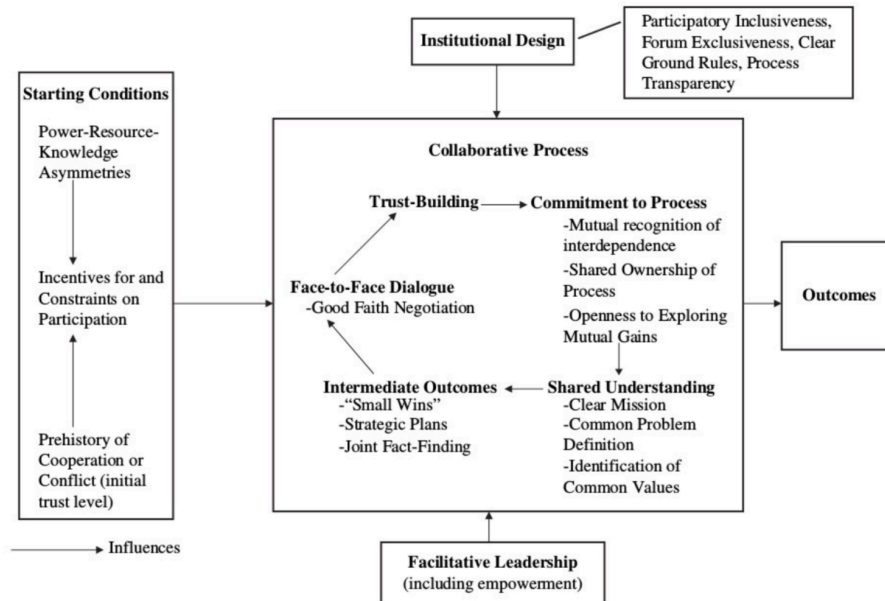 Institutional Design
Participatory Inclusiveness,
Forum Exclusiveness, Clear
Ground Rules, Process
Transparency
Starting Conditions
Power-Resource-
Knowledge
Asymmetries
Incentives for and
Constraints on
Participation
Prehistory of
Cooperation or
Conflict (initial
trust level)
Collaborative Process
Trust-Building
Commitment to Process
-Mutual recognition of
interdependence
-Shared Ownership of
Process
-Openness to Exploring
Mutual Gains
Face-to-Face Dialogue
-Good Faith Negotiation
Intermediate Outcomes
-“Small Wins”
-Strategic Plans
-Joint Fact-Finding
Shared Understanding
-Clear Mission
-Common Problem
Definition
-Identification of
Common Values
Outcomes
Influences
Facilitative Leadership
(including empowerment)